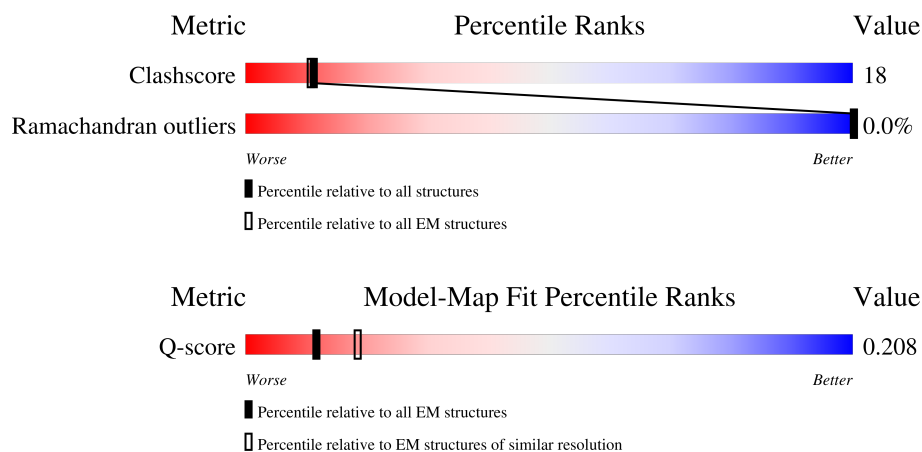 Metric Percentile Ranks Value
Clashscore 18
Ramachandran outliers 0.0%
Worse Better
Percentile relative to all structures
Percentile relative to all EM structures
Metric Model-Map Fit Percentile Ranks Value
Q-score 0.208
Worse Better
Percentile relative to all EM structures
Percentile relative to EM structures of similar resolution